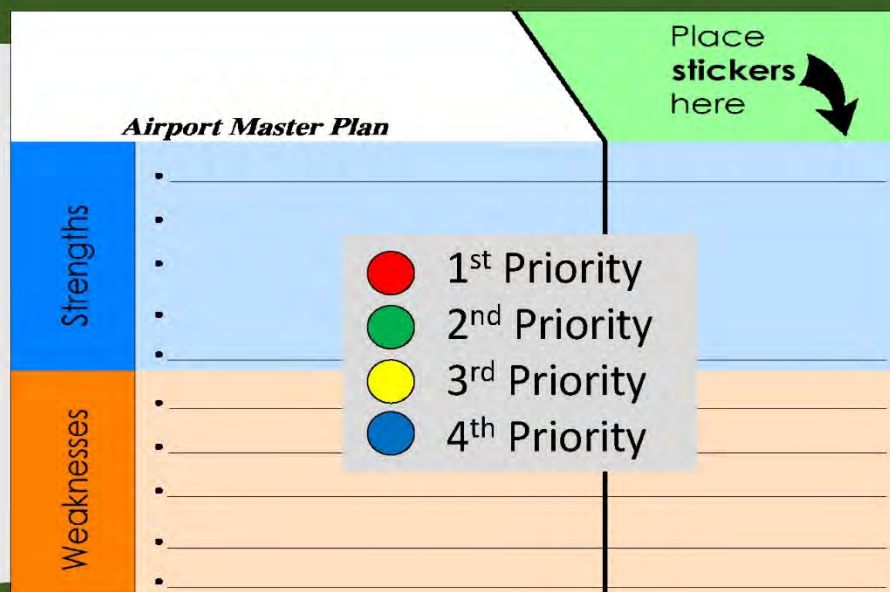 Place
stickers
here
Airport Master Plan
Strengths
1st Priority
2nd Priority
3rd Priority
4th Priority
Weaknesses